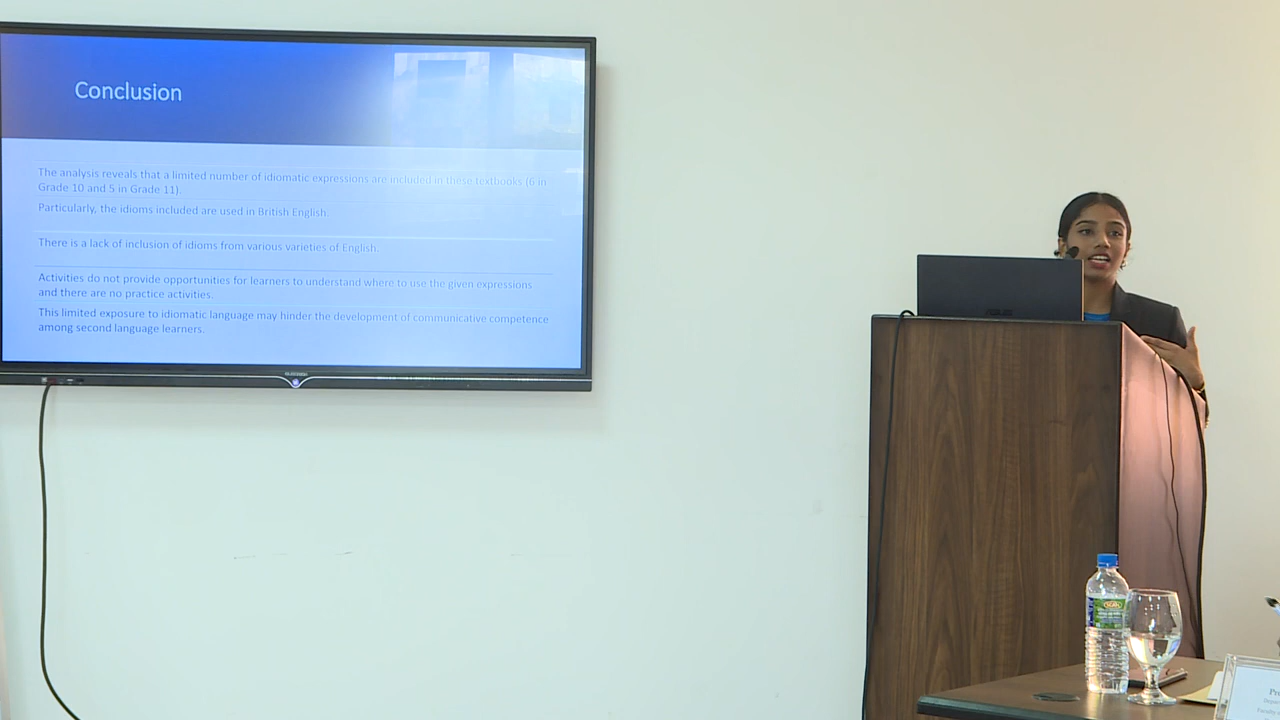 Conclusion
The analysis reveals that a limited number of idiomatic expressions are included in these textbooks (6 in
Grade 10 and 5 in Grade 11).
Particularly, the idioms included are used in British English
There is a lack of inclusion of idioms from various varieties of English.
Activities do not provide opportunities for learners to understand where to use the given expressions
and there are no practice activities.
This limited exposure to idiomatic language may hinder the development of communicative competence
among second language learners.
ASUS